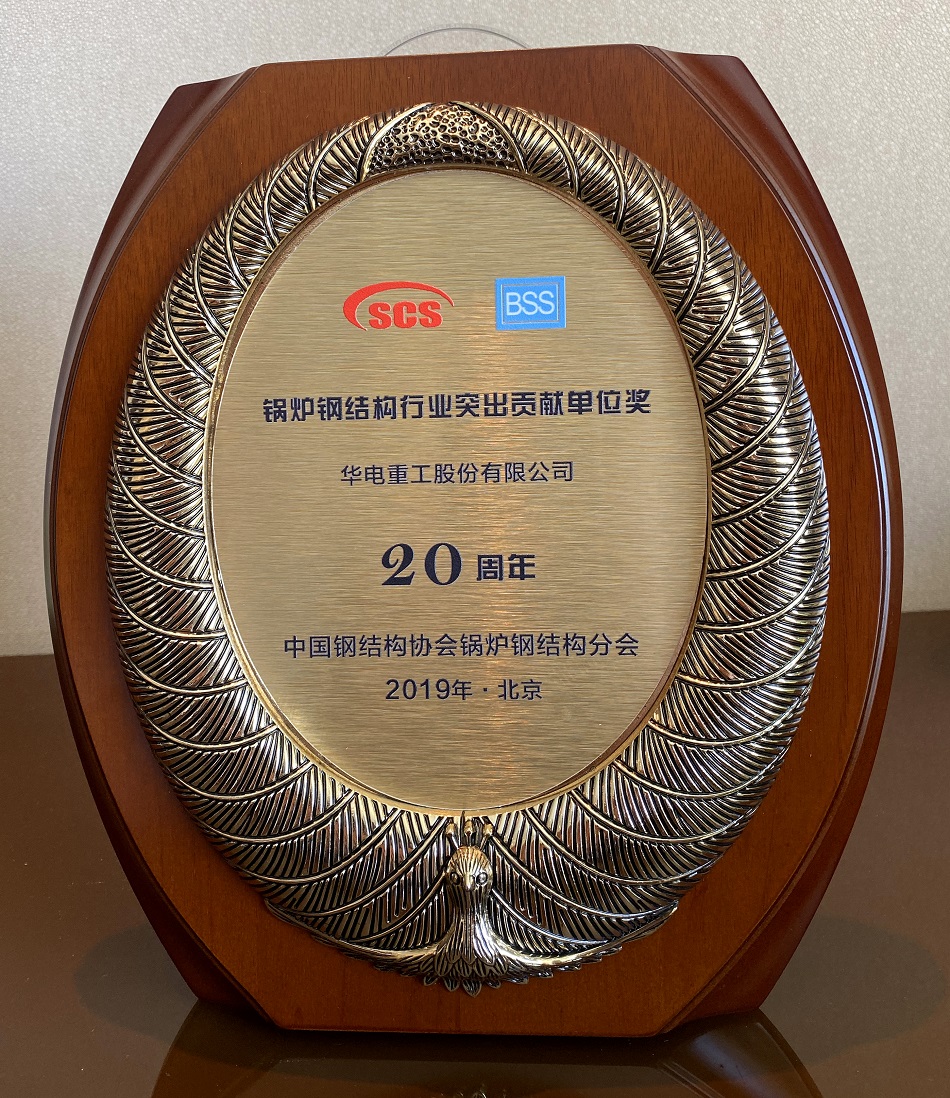 SCS BSS
锅炉钢结构行业突出贡献单位奖
华电重工股份有限公司
20 周年
中国钢结构协会锅炉钢结构分会
2019年·北京